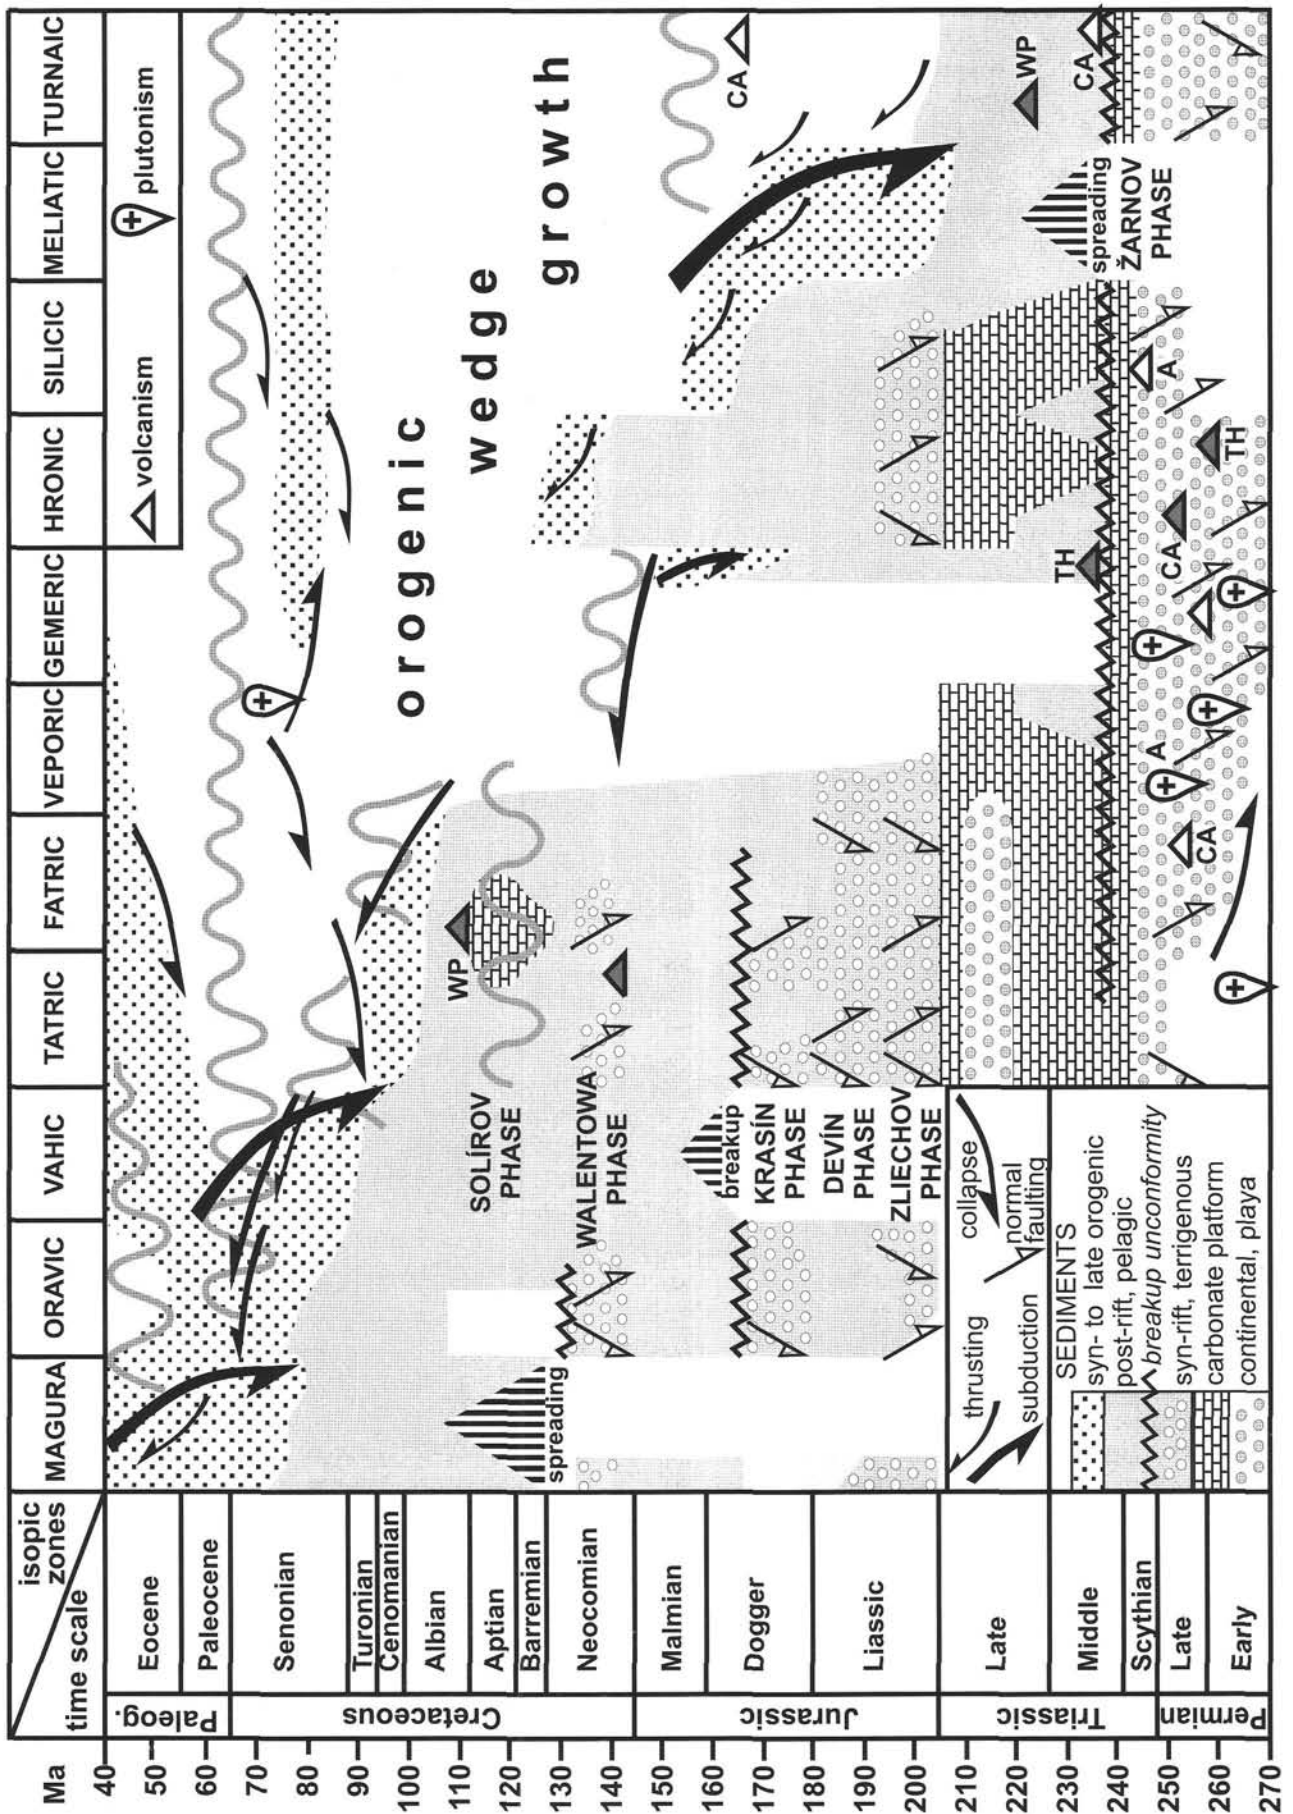 isopic
zones
time scale
MAGURA
ORAVIC
VAHIC
TATRIC
FATRIC
VEPORIC
GEMERIC
HRONIC
SILICIC
MELIATIC
TURNAIC
volcanism
plutonism
Ma
40
50
60
70
80
90
100
110
120
130
140
150
160
170
180
190
200
210
220
230
240
250
260
270
Paleog.
Cretaceous
Jurassic
Triassic
Permian
Eocene
Paleocene
Senonian
Turonian
Cenomanian
Albian
Aptian
Barremian
Neocomian
Malmian
Dogger
Liassic
Late
Middle
Scythian
Late
Early
orogenic
wedge
growth
WP
CA
WP
CA
SOLÍROV
PHASE
WALENTOWA
PHASE
breakup
KRASÍN
PHASE
DEVÍN
PHASE
ZLIECHOV
PHASE
spreading
spreading
ŽARNOV
PHASE
TH
CA
TH
A
A
CA
thrusting
collapse
subduction
normal
faulting
SEDIMENTS
syn- to late orogenic
post-rift, pelagic
breakup unconformity
syn-rift, terrigenous
carbonate platform
continental, playa